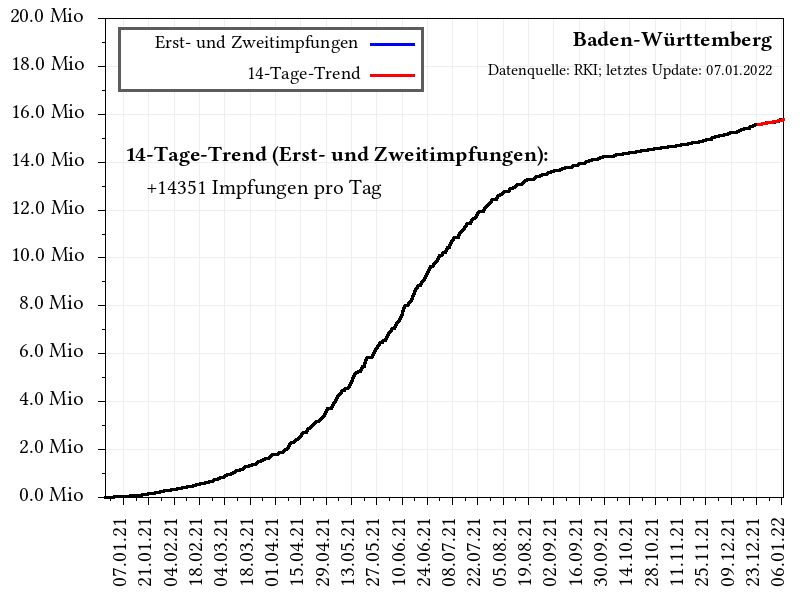 20.0 Mio
18.0 Mio
16.0 Mio
14.0 Mio
12.0 Mio
10.0 Mio
8.0 Mio
6.0 Mio
4.0 Mio
2.0 Mio
0.0 Mio
Erst- und Zweitimpfungen
14-Tage-Trend
Baden-Württemberg
Datenquelle: RKI; letztes Update: 07.01.2022
14-Tage-Trend (Erst- und Zweitimpfungen):
+14351 Impfungen pro Tag
07.01.21
21.01.21
04.02.21
18.02.21
04.03.21
18.03.21
01.04.21
15.04.21
29.04.21
13.05.21
27.05.21
10.06.21
24.06.21
08.07.21
22.07.21
05.08.21
19.08.21
02.09.21
16.09.21
30.09.21
14.10.21
28.10.21
11.11.21
25.11.21
09.12.21
23.12.21
06.01.22